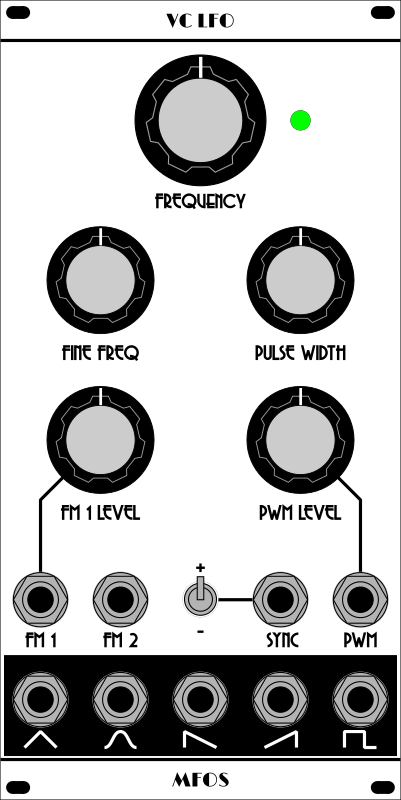 VC LFO
FREQUENCY
FINE FREQ PULSE WIDTH
FM 1 LEVEL PWM LEVEL
+
-
FM 1 FM 2 SYNC PWM
MFOS